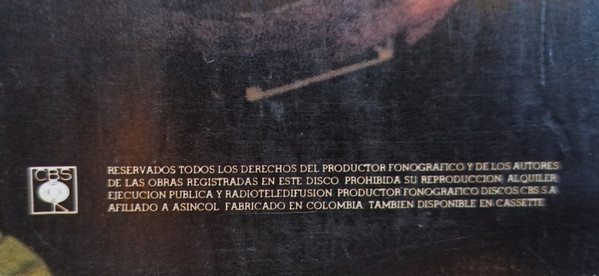 CBS
RESERVADOS TODOS LOS DERECHOS DEL PRODUCTOR FONOGRAFICO Y DE LOS AUTORES
DE LAS OBRAS REGISTRADAS EN ESTE DISCO PROHIBIDA SU REPRODUCCION, ALQUILER
EJECUCION PUBLICA Y RADIOTELEDIFUSION PRODUCTOR FONOGRAFICO DISCOS CBS S A
AFILIADO A ASINCOL. FABRICADO EN COLOMBIA. TAMBIEN DISPONIBLE EN CASSETTE